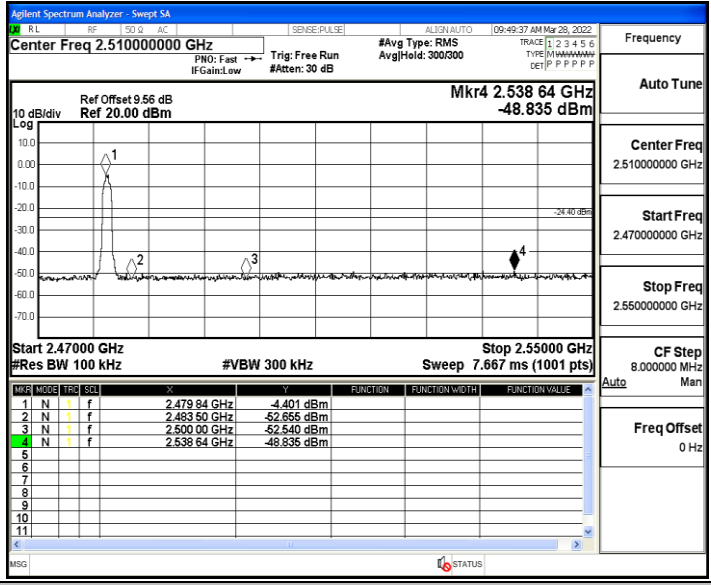 Agilent Spectrum Analyzer - Swept SA
RL RF 50 Ω AC SENSE:PULSE ALIGN AUTO 09:49:37 AM Mar 28, 2022
Center Freq 2.510000000 GHz
PNO: Fast
IFGain:Low
Trig: Free Run
#Atten: 30 dB
#Avg Type: RMS
Avg|Hold: 300/300
TRACE 1 2 3 4 5 6
TYPE M WWWWW
DET P P P P P P
Ref Offset 9.56 dB
10 dB/div Ref 20.00 dBm
Log
Mkr4 2.538 64 GHz
-48.835 dBm
10.0
0.00
-10.0
-20.0
-30.0
-40.0
-50.0
-60.0
-70.0
1
2
3
4
-24.40 dBm
Start 2.47000 GHz Stop 2.55000 GHz
#Res BW 100 kHz #VBW 300 kHz Sweep 7.667 ms (1001 pts)
MKR MODE TRC SCL X Y FUNCTION FUNCTION WIDTH FUNCTION VALUE
1 N 1 f 2.479 84 GHz -4.401 dBm
2 N 1 f 2.483 50 GHz -52.655 dBm
3 N 1 f 2.500 00 GHz -52.540 dBm
4 N 1 f 2.538 64 GHz -48.835 dBm
5
6
7
8
9
10
11
MSG STATUS
Frequency
Auto Tune
Center Freq
2.510000000 GHz
Start Freq
2.470000000 GHz
Stop Freq
2.550000000 GHz
CF Step
8.000000 MHz
Auto Man
Freq Offset
0 Hz